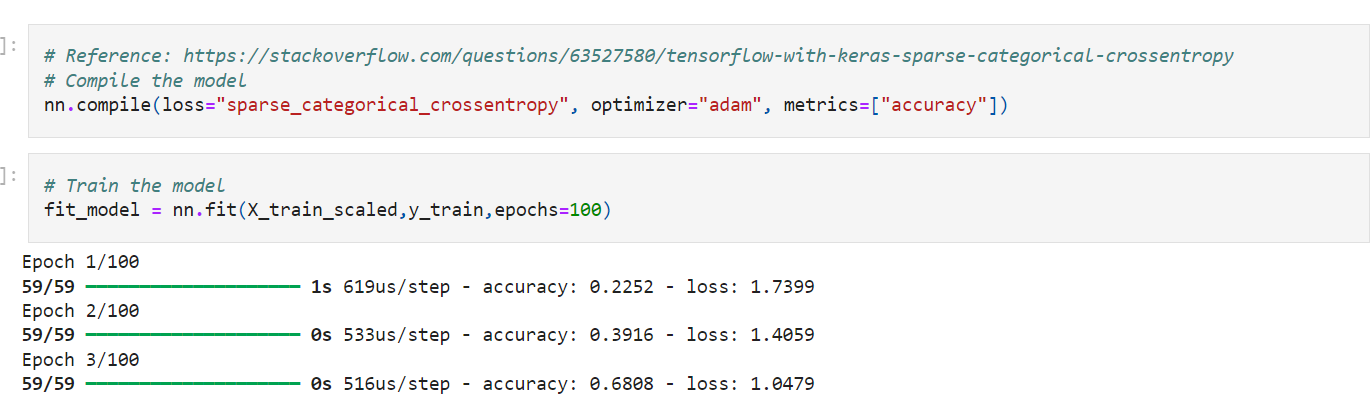 ]:
# Reference: https://stackoverflow.com/questions/63527580/tensorflow-with-keras-sparse-categorical-crossentropy
# Compile the model
nn.compile(loss="sparse_categorical_crossentropy", optimizer="adam", metrics=["accuracy"])
]:
# Train the model
fit_model = nn.fit(X_train_scaled,y_train,epochs=100)
Epoch 1/100
59/59 ━━━━━━━━━━━━━━━━━━━━ 1s 619us/step - accuracy: 0.2252 - loss: 1.7399
Epoch 2/100
59/59 ━━━━━━━━━━━━━━━━━━━━ 0s 533us/step - accuracy: 0.3916 - loss: 1.4059
Epoch 3/100
59/59 ━━━━━━━━━━━━━━━━━━━━ 0s 516us/step - accuracy: 0.6808 - loss: 1.0479